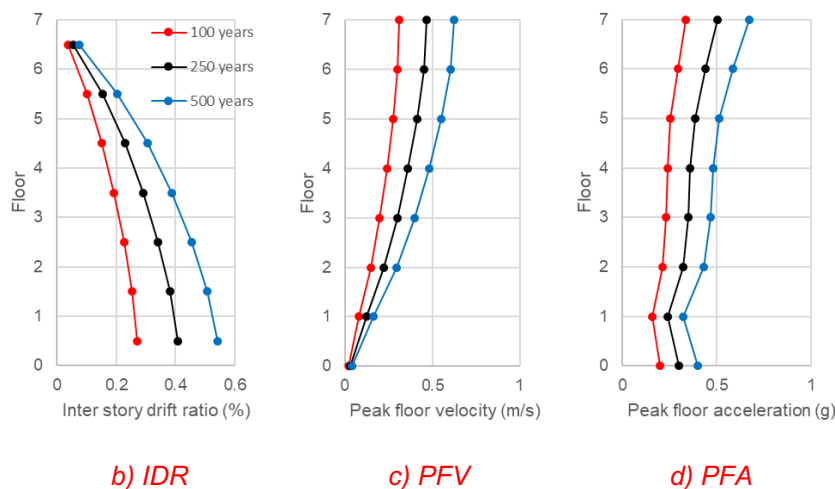 7
6
5
4
3
2
1
0
Floor
0
0.2
0.4
0.6
Inter story drift ratio (%)
100 years
250 years
500 years
b) IDR
7
6
5
4
3
2
1
0
Floor
0
0.5
1
Peak floor velocity (m/s)
c) PFV
7
6
5
4
3
2
1
0
Floor
0
0.5
1
Peak floor acceleration (g)
d) PFA